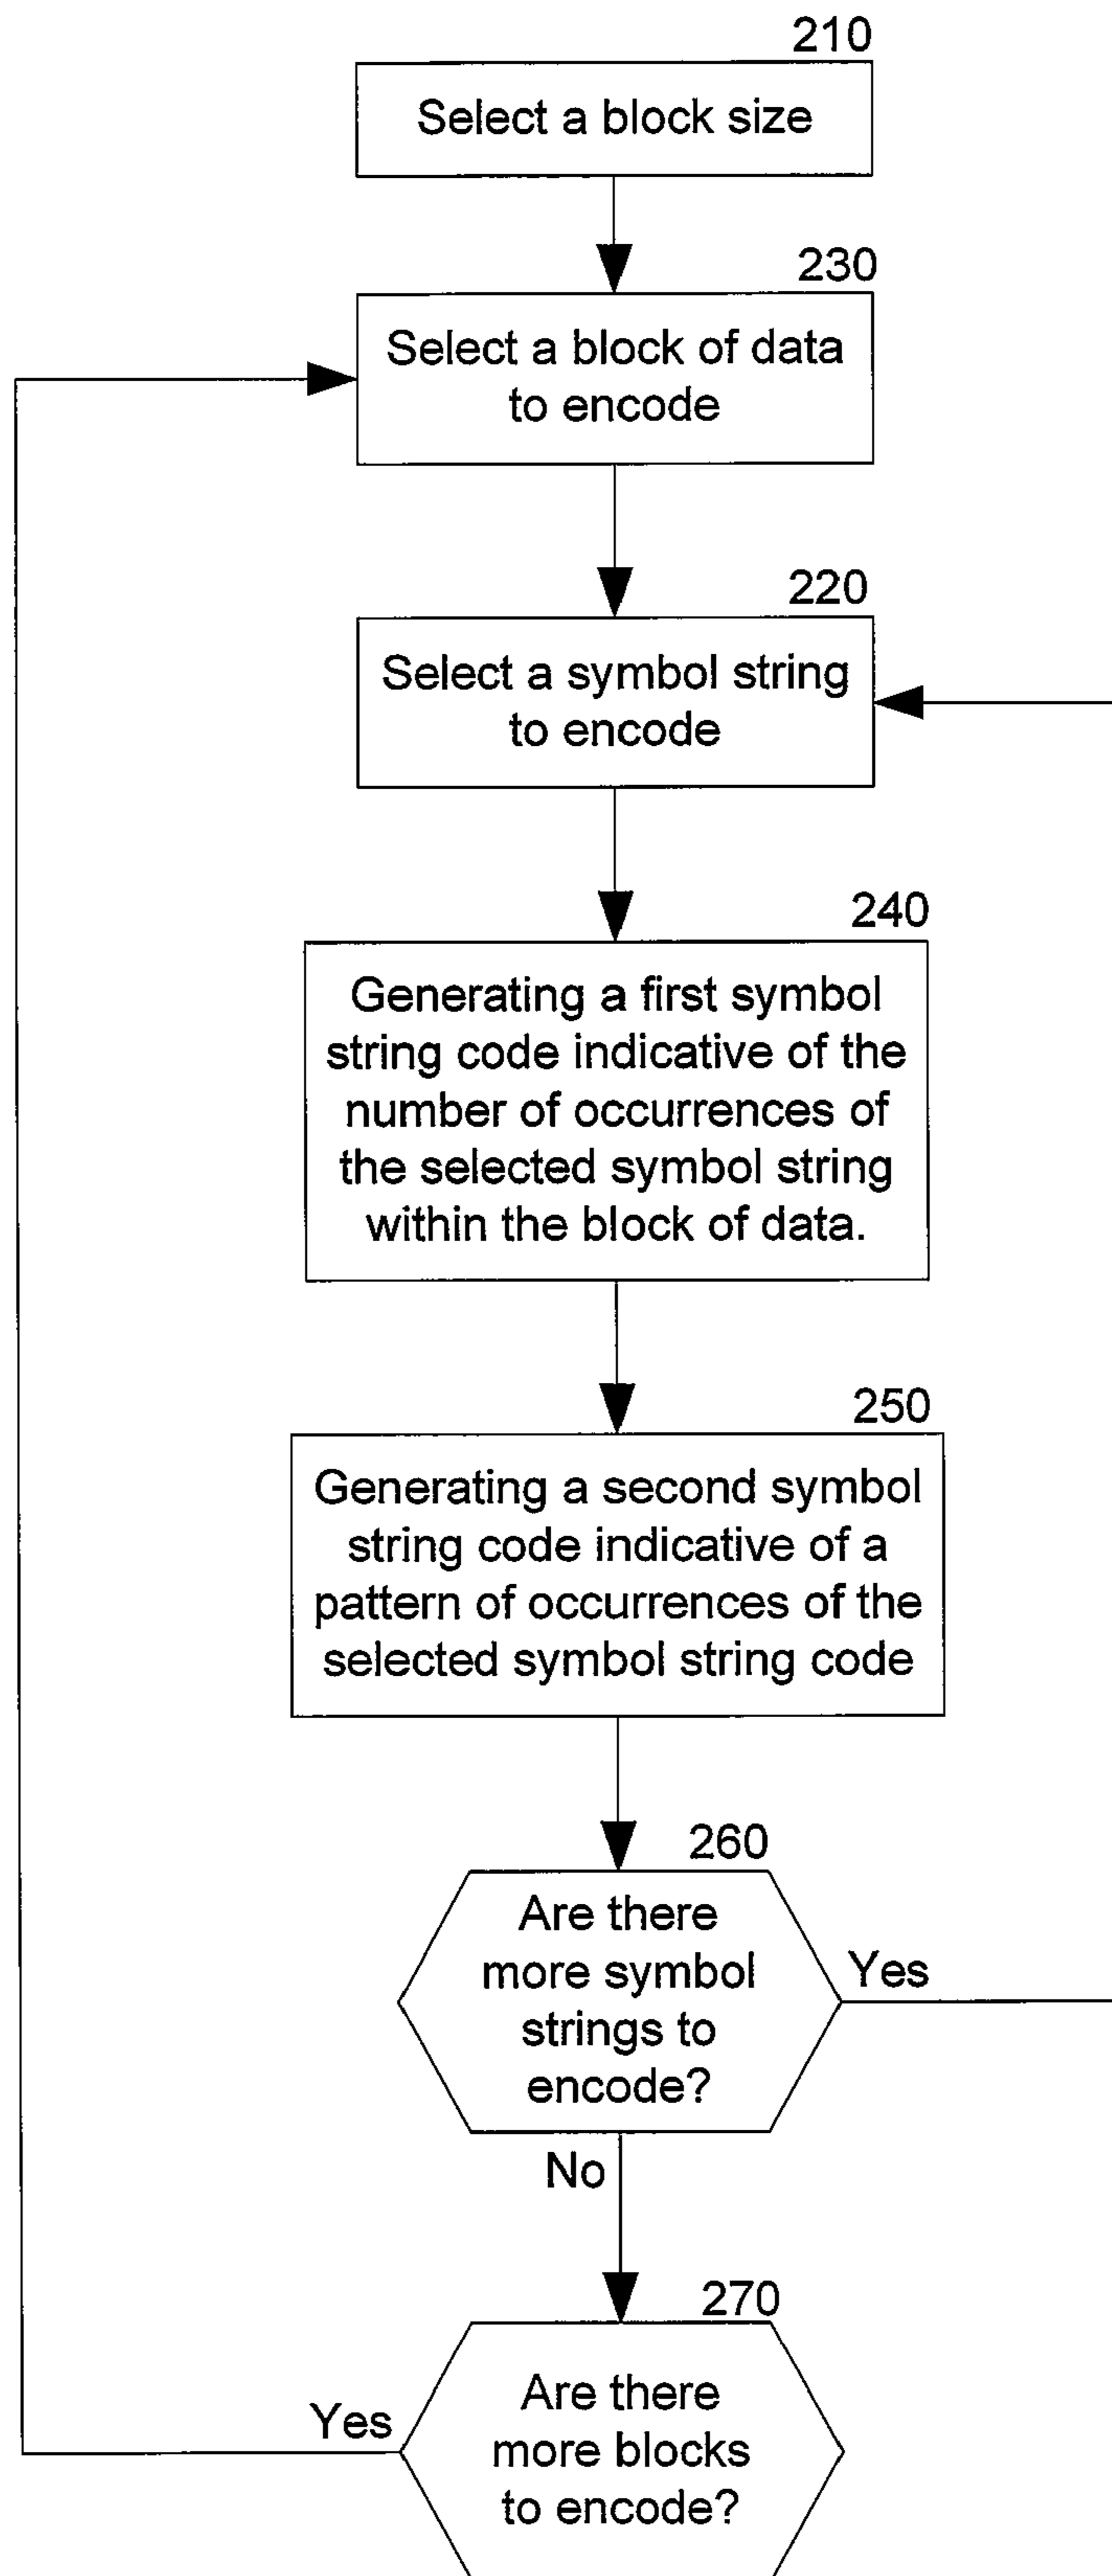 210
Select a block size
230
Select a block of data
to encode
220
Select a symbol string
to encode
240
Generating a first symbol
string code indicative of the
number of occurrences of
the selected symbol string
within the block of data.
250
Generating a second symbol
string code indicative of a
pattern of occurrences of the
selected symbol string code
260
Are there
more symbol
strings to
encode?
Yes
No
270
Are there
more blocks
to encode?
Yes